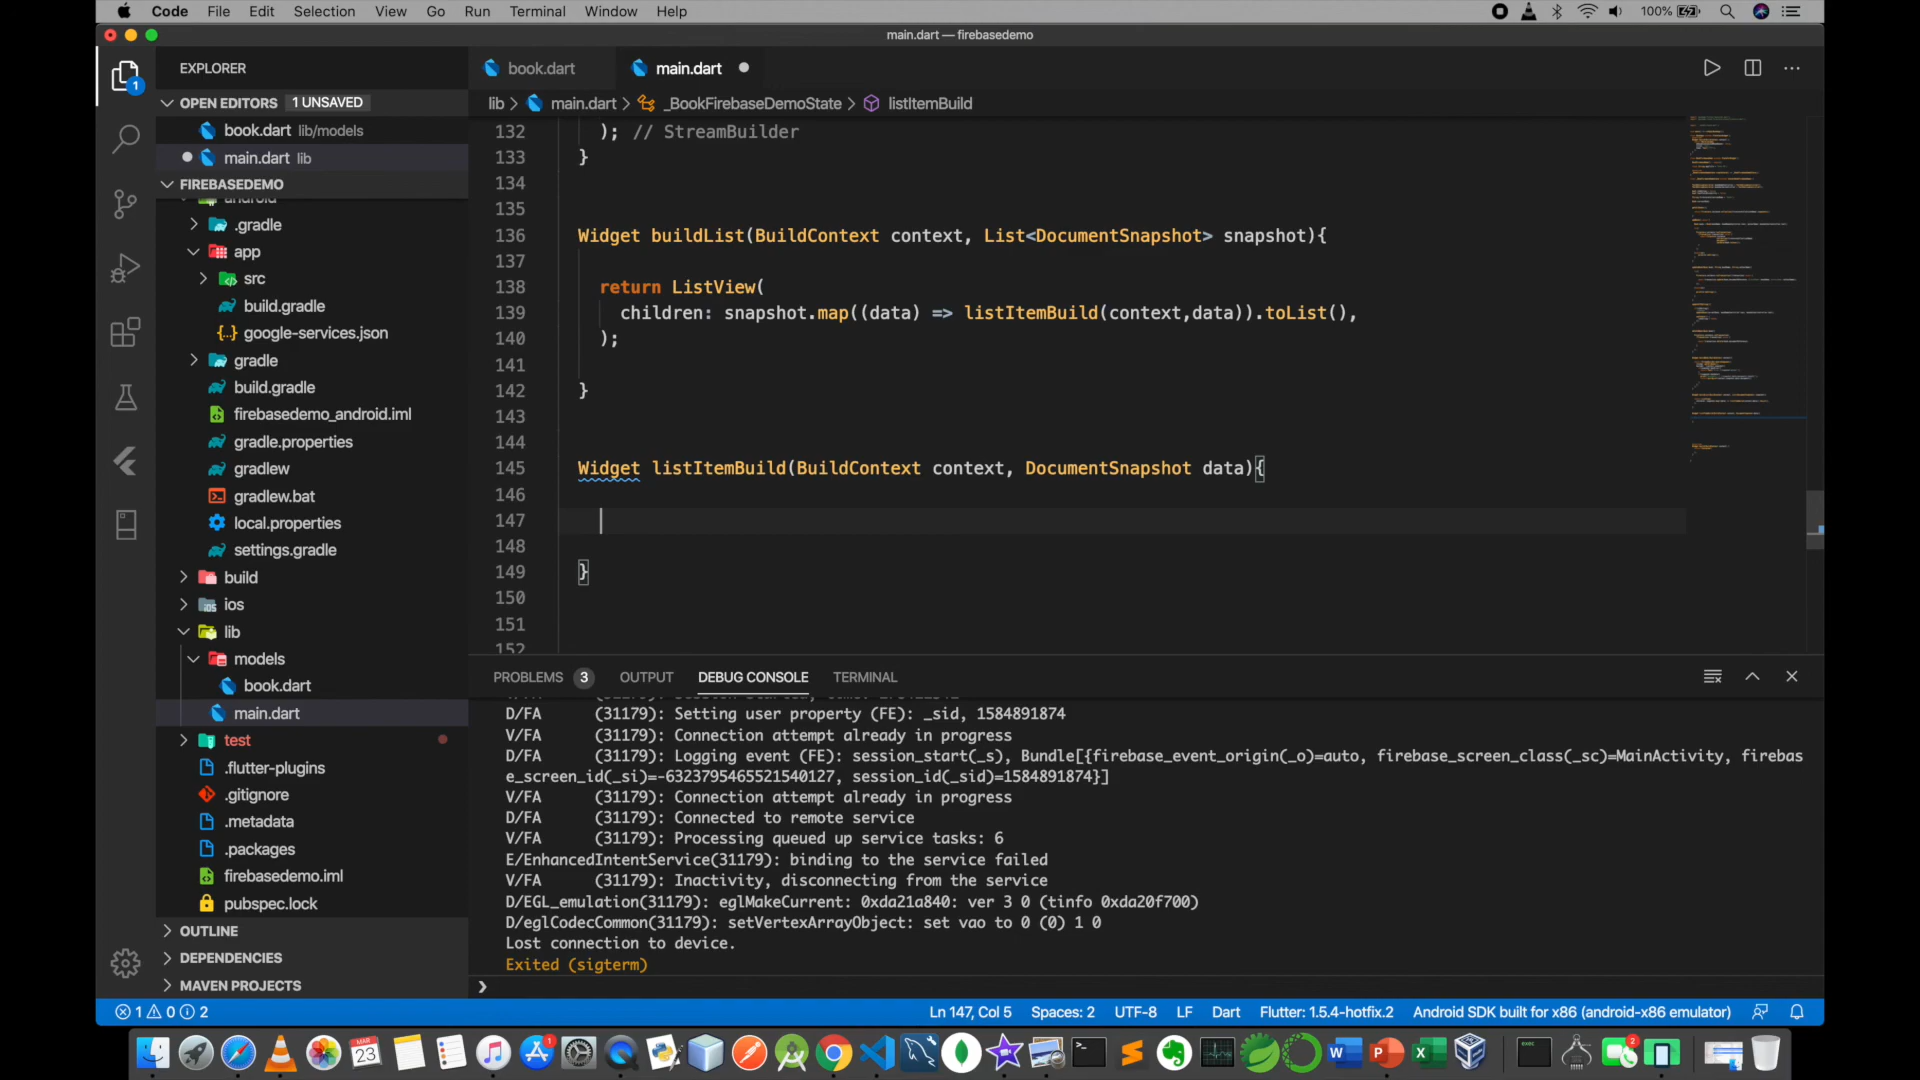 Code File Edit Selection View Go Run Terminal Window Help 100%
main.dart — firebasedemo
EXPLORER
OPEN EDITORS 1 UNSAVED
book.dart lib/models
main.dart lib
FIREBASEDEMO
android
.gradle
app
src
build.gradle
google-services.json
gradle
build.gradle
firebasedemo_android.iml
gradle.properties
gradlew
gradlew.bat
local.properties
settings.gradle
build
ios
lib
models
book.dart
main.dart
test
.flutter-plugins
.gitignore
.metadata
.packages
firebasedemo.iml
pubspec.lock
OUTLINE
DEPENDENCIES
MAVEN PROJECTS
book.dart main.dart
lib > main.dart > _BookFirebaseDemoState > listItemBuild
132 ); // StreamBuilder
133 }
134
135
136 Widget buildList(BuildContext context, List<DocumentSnapshot> snapshot){
137
138 return ListView(
139 children: snapshot.map((data) => listItemBuild(context,data)).toList(),
140 );
141
142 }
143
144
145 Widget listItemBuild(BuildContext context, DocumentSnapshot data){
146
147
148
149 }
150
151
152
PROBLEMS 3 OUTPUT DEBUG CONSOLE TERMINAL
D/FA (31179): Setting user property (FE): _sid, 1584891874
V/FA (31179): Connection attempt already in progress
D/FA (31179): Logging event (FE): session_start(_s), Bundle[{firebase_event_origin(_o)=auto, firebase_screen_class(_sc)=MainActivity, firebas
e_screen_id(_si)=-6323795465521540127, session_id(_sid)=1584891874}]
V/FA (31179): Connection attempt already in progress
D/FA (31179): Connected to remote service
V/FA (31179): Processing queued up service tasks: 6
E/EnhancedIntentService(31179): binding to the service failed
V/FA (31179): Inactivity, disconnecting from the service
D/EGL_emulation(31179): eglMakeCurrent: 0xda21a840: ver 3 0 (tinfo 0xda20f700)
D/eglCodecCommon(31179): setVertexArrayObject: set vao to 0 (0) 1 0
Lost connection to device.
Exited (sigterm)
1 0 2 Ln 147, Col 5 Spaces: 2 UTF-8 LF Dart Flutter: 1.5.4-hotfix.2 Android SDK built for x86 (android-x86 emulator)
MAR
23
1
exec
2